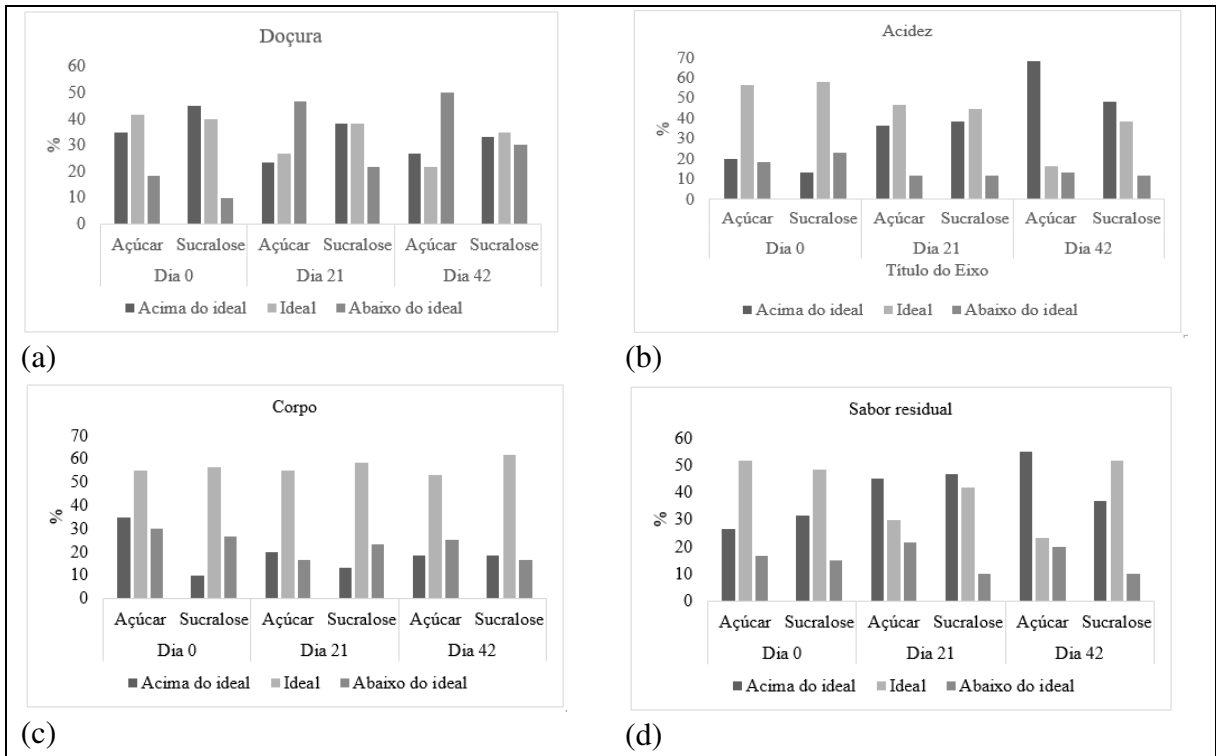 Doçura
60
50
40
30
20
10
0
%
Açúcar Sucralose Açúcar Sucralose Açúcar Sucralose
Dia 0 Dia 21 Dia 42
Acima do ideal Ideal Abaixo do ideal
(a)
Acidez
70
60
50
40
30
20
10
0
%
Açúcar Sucralose Açúcar Sucralose Açúcar Sucralose
Dia 0 Dia 21 Dia 42
Título do Eixo
Acima do ideal Ideal Abaixo do ideal
(b)
Corpo
70
60
50
40
30
20
10
0
%
Açúcar Sucralose Açúcar Sucralose Açúcar Sucralose
Dia 0 Dia 21 Dia 42
Acima do ideal Ideal Abaixo do ideal
(c)
Sabor residual
60
50
40
30
20
10
0
%
Açúcar Sucralose Açúcar Sucralose Açúcar Sucralose
Dia 0 Dia 21 Dia 42
Acima do ideal Ideal Abaixo do ideal
(d)